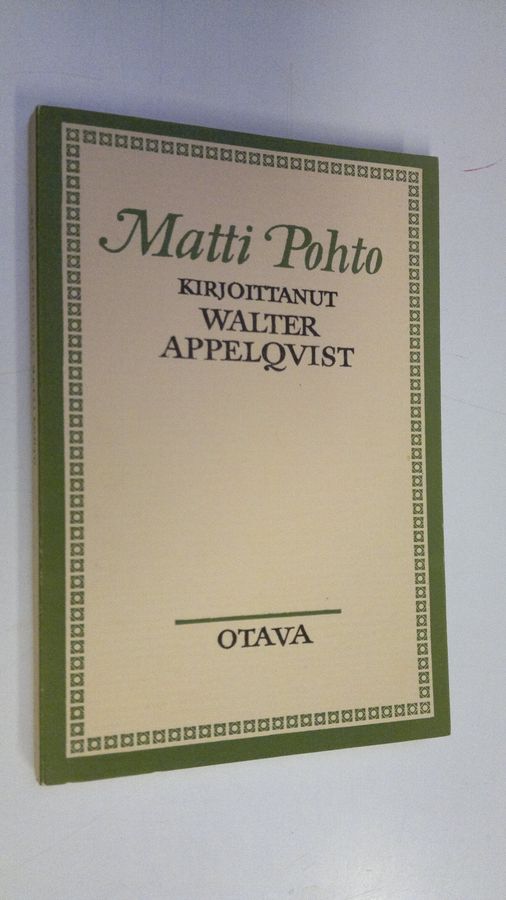 Matti Pohto
KIRJOITTANUT
WALTER
APPELQVIST
OTAVA